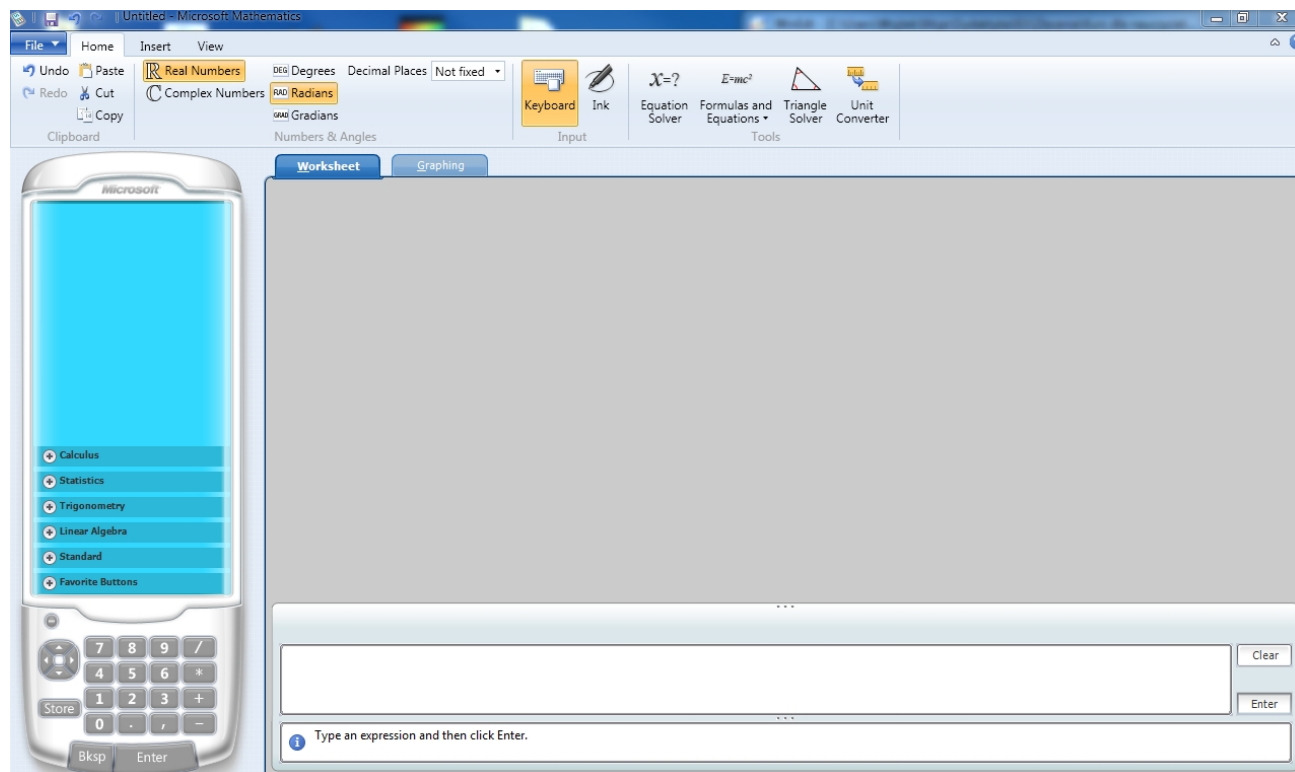 Untitled - Microsoft Mathematics
File Home Insert View
Undo Paste Real Numbers DEG Degrees Decimal Places Not fixed
Redo Cut Complex Numbers RAD Radians
Copy GRAD Gradians
Keyboard Ink
X=? E=mc²
Equation Solver Formulas and Equations Triangle Solver Unit Converter
Clipboard Numbers & Angles Input Tools
Worksheet Graphing
Microsoft
Calculus
Statistics
Trigonometry
Linear Algebra
Standard
Favorite Buttons
7 8 9 /
4 5 6 *
Store 1 2 3 +
0 . , -
Bksp Enter
Clear
Enter
Type an expression and then click Enter.